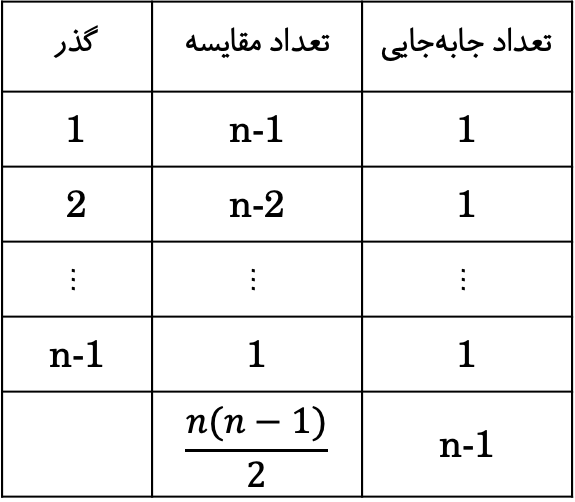 گذر تعداد مقایسه تعداد جابه‌جایی
1 n-1 1
2 n-2 1
⋮ ⋮ ⋮
n-1 1 1
n(n − 1)/2 n-1